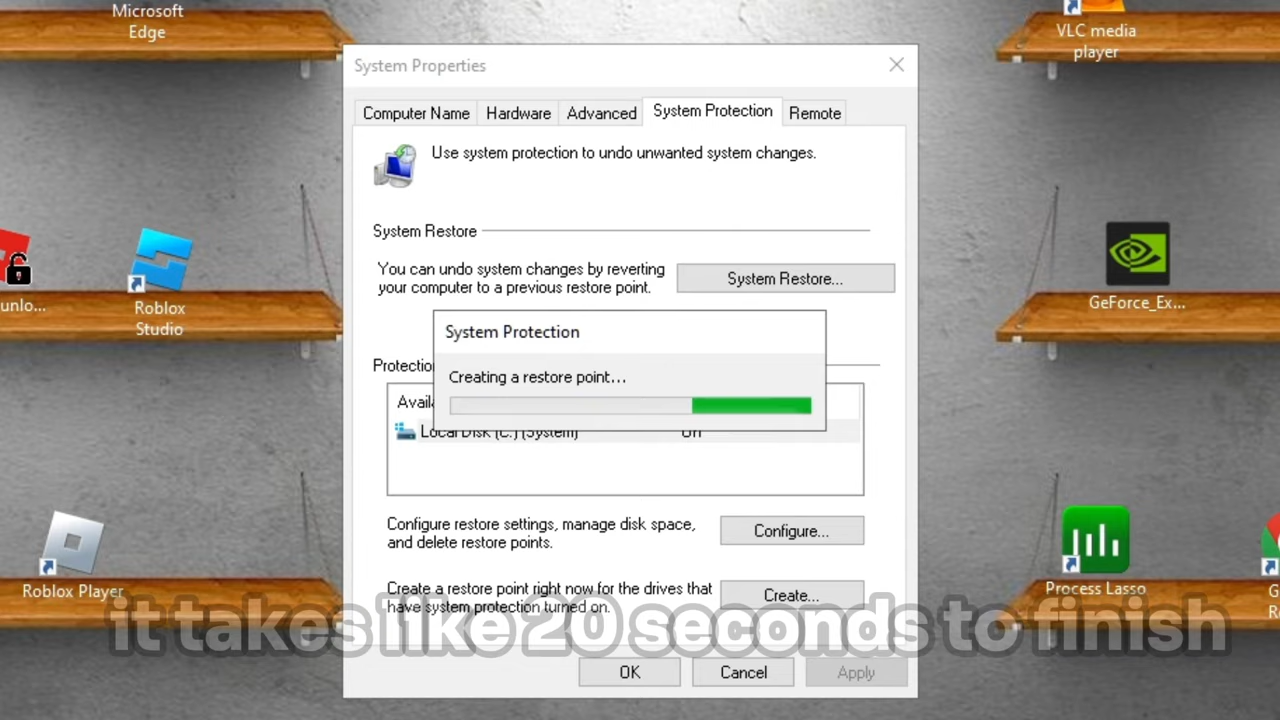 Microsoft
Edge
VLC media
player
System Properties
Computer Name
Hardware
Advanced
System Protection
Remote
Use system protection to undo unwanted system changes.
System Restore
You can undo system changes by reverting
your computer to a previous restore point.
System Restore...
unlo...
Roblox
Studio
GeForce_Ex...
System Protection
Creating a restore point...
Local Disk (C:) (System)
On
Configure restore settings, manage disk space,
and delete restore points.
Configure...
Create a restore point right now for the drives that
have system protection turned on.
Create...
Roblox Player
Process Lasso
it takes like 20 seconds to finish
OK
Cancel
Apply